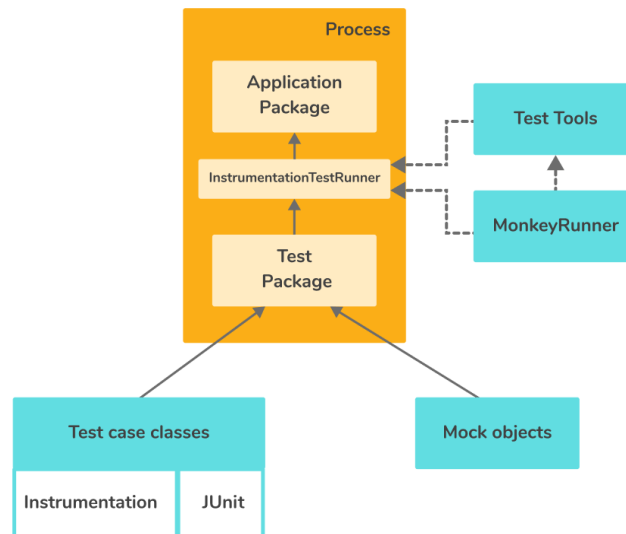 Process
Application
Package
Test Tools
InstrumentationTestRunner
MonkeyRunner
Test
Package
Test case classes
Mock objects
Instrumentation
JUnit